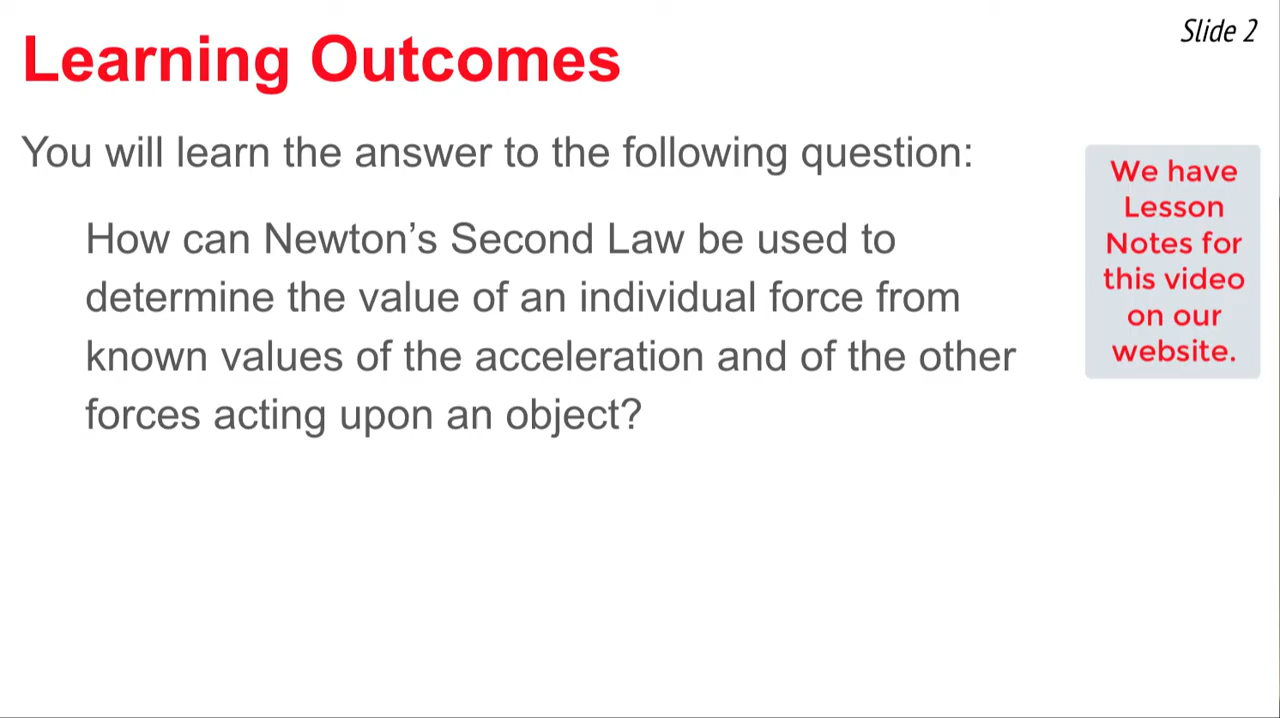 Slide 2
Learning Outcomes
You will learn the answer to the following question:
How can Newton’s Second Law be used to
determine the value of an individual force from
known values of the acceleration and of the other
forces acting upon an object?
We have
Lesson
Notes for
this video
on our
website.